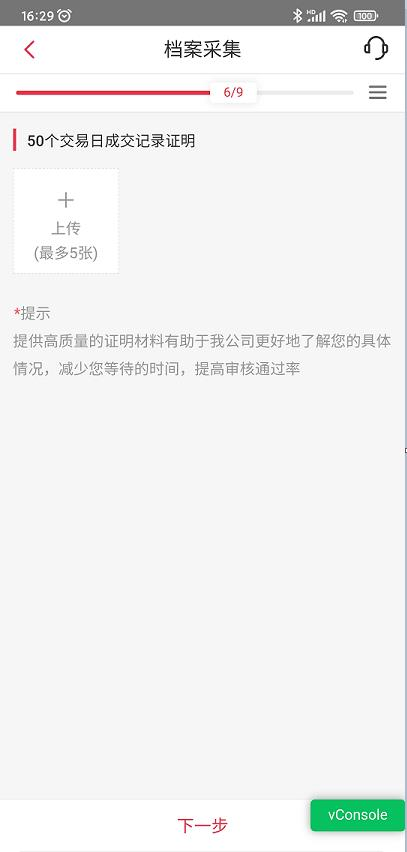 16:29
HD
100
档案采集
6/9
50个交易日成交记录证明
上传
(最多5张)
*提示
提供高质量的证明材料有助于我公司更好地了解您的具体
情况，减少您等待的时间，提高审核通过率
下一步
vConsole